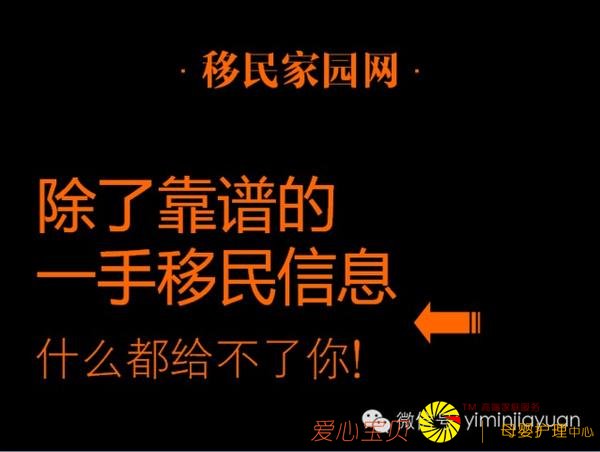 · 移民家园网 ·
除了靠谱的
一手移民信息
什么都给不了你!
微信号: yiminjiayuan
爱心宝贝 TM 母婴护理中心